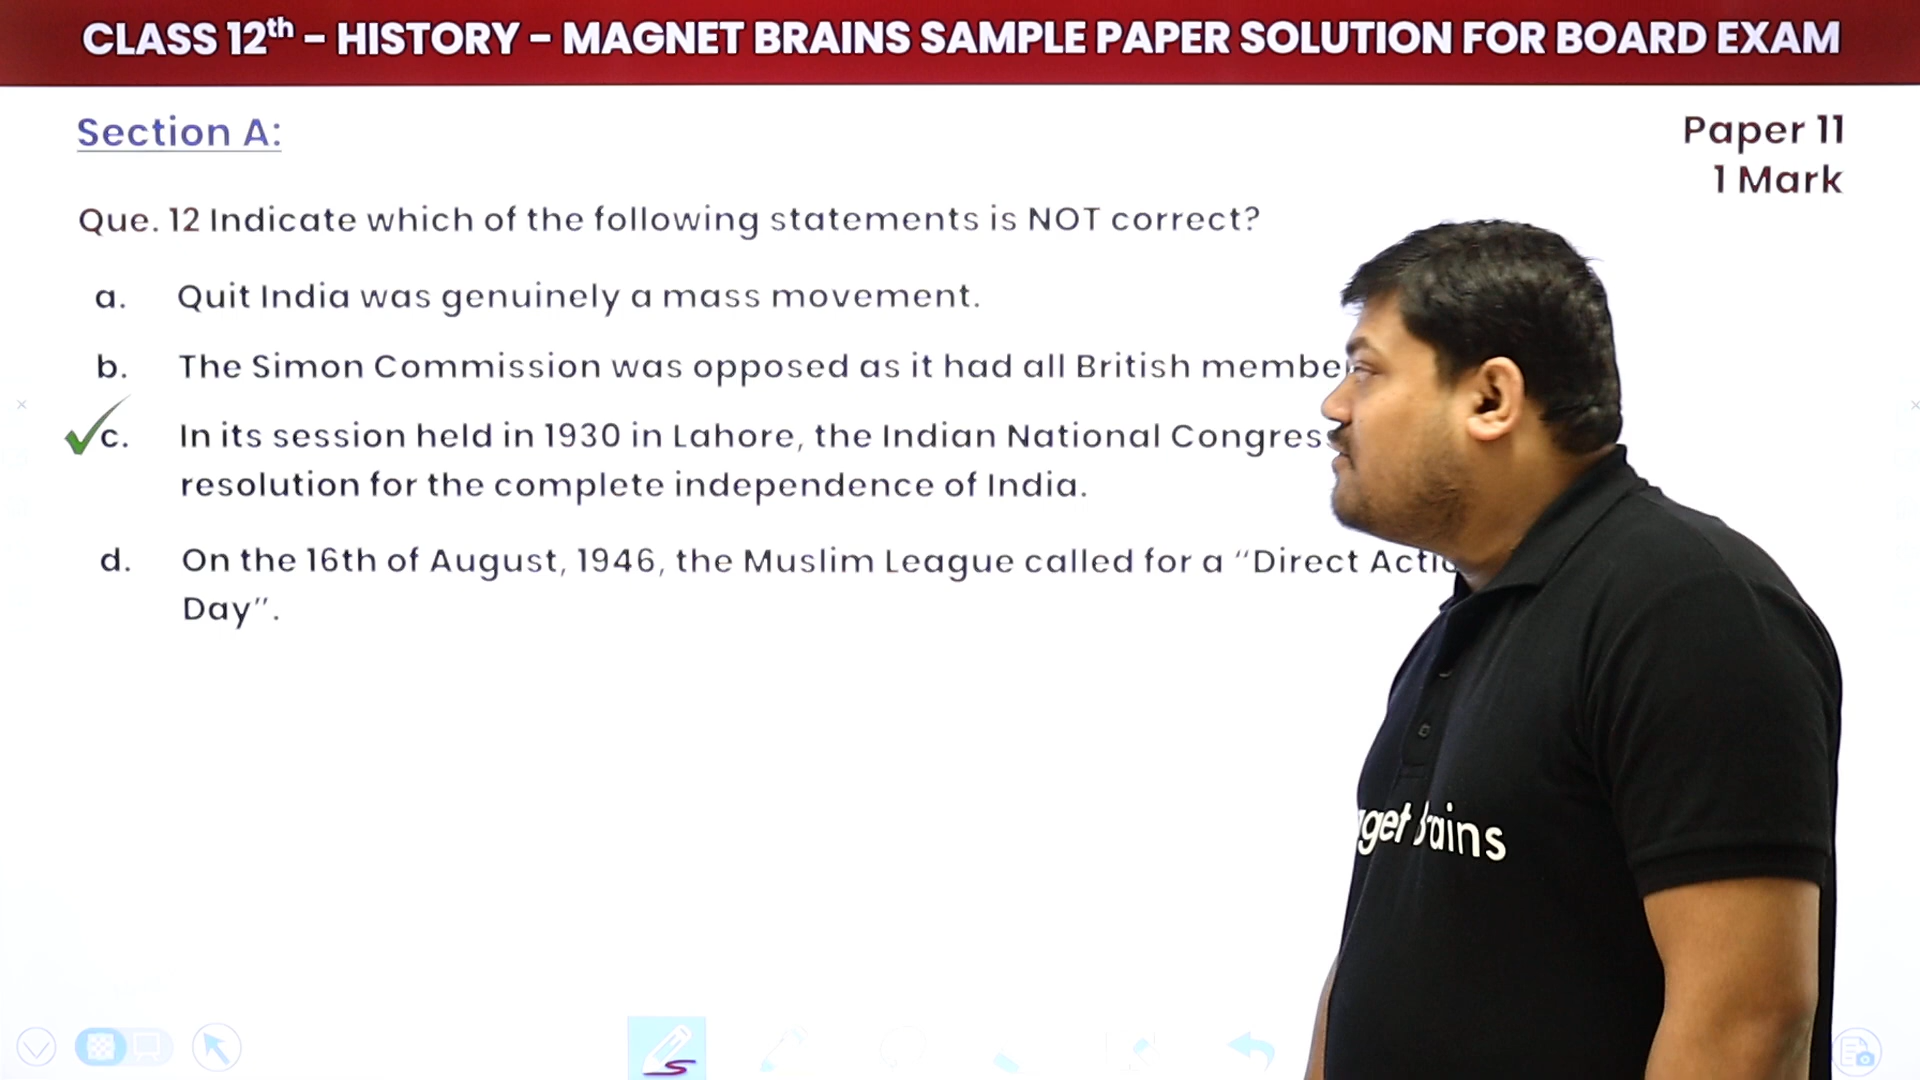 CLASS 12th - HISTORY - MAGNET BRAINS SAMPLE PAPER SOLUTION FOR BOARD EXAM
Section A:
Paper 11
1 Mark
Que. 12 Indicate which of the following statements is NOT correct?
a. Quit India was genuinely a mass movement.
b. The Simon Commission was opposed as it had all British
c. In its session held in 1930 in Lahore, the Indian National
resolution for the complete independence of India.
d. On the 16th of August, 1946, the Muslim League called for a “Direct
Day”.